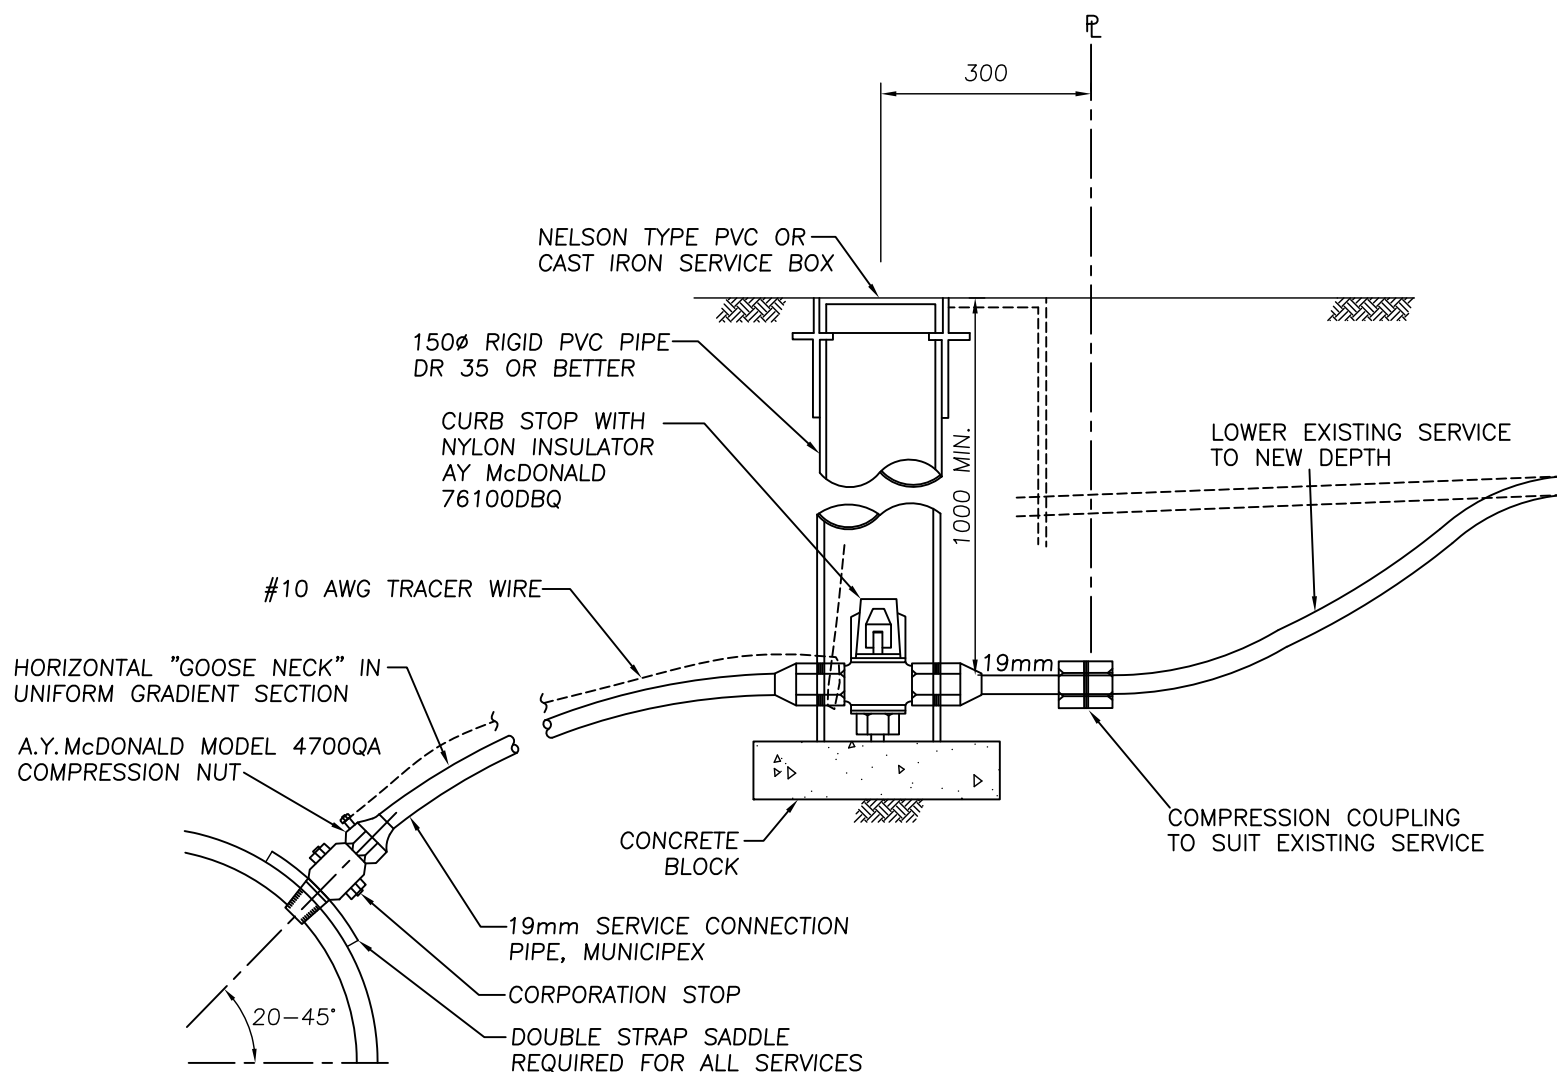 PL
300
NELSON TYPE PVC OR
CAST IRON SERVICE BOX
150ø RIGID PVC PIPE
DR 35 OR BETTER
CURB STOP WITH
NYLON INSULATOR
AY McDONALD
76100DBQ
1000 MIN.
LOWER EXISTING SERVICE
TO NEW DEPTH
#10 AWG TRACER WIRE
HORIZONTAL "GOOSE NECK" IN
UNIFORM GRADIENT SECTION
19mm
A.Y.McDONALD MODEL 4700QA
COMPRESSION NUT
COMPRESSION COUPLING
TO SUIT EXISTING SERVICE
CONCRETE
BLOCK
19mm SERVICE CONNECTION
PIPE, MUNICIPEX
CORPORATION STOP
20-45°
DOUBLE STRAP SADDLE
REQUIRED FOR ALL SERVICES